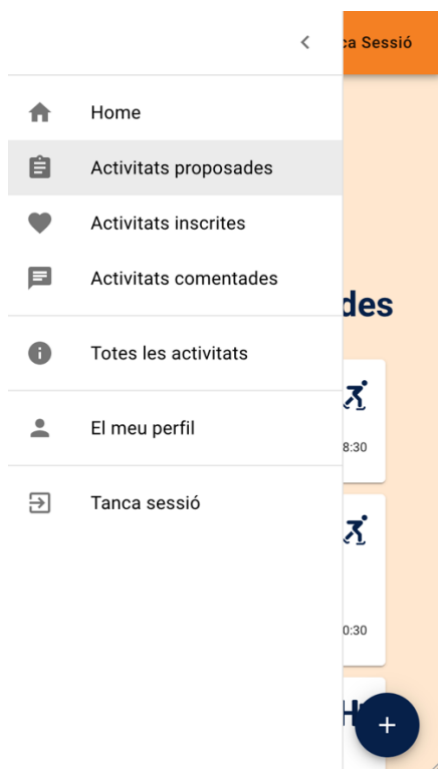 ca Sessió
Home
Activitats proposades
Activitats inscrites
Activitats comentades
des
Totes les activitats
El meu perfil
8:30
Tanca sessió
0:30
H
+